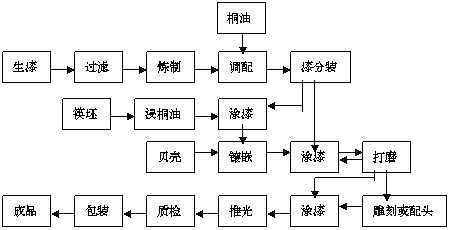 桐油
生漆
过滤
炼制
调配
漆分装
筷坯
浸桐油
涂漆
贝壳
镶嵌
涂漆
打磨
成品
包装
质检
推光
涂漆
雕刻或配头